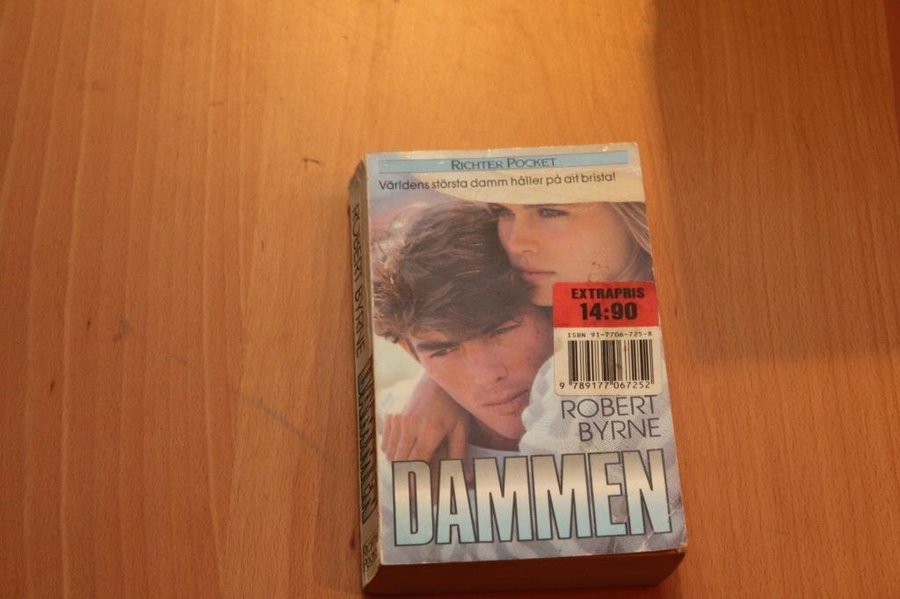 RICHTER POCKET
Världens största damm håller på att brista!
EXTRAPRIS
14:90
ISBN 91-7706-725-8
9 789177 067252
ROBERT
BYRNE
DAMMEN
ROBERT BYRNE
DAMMEN